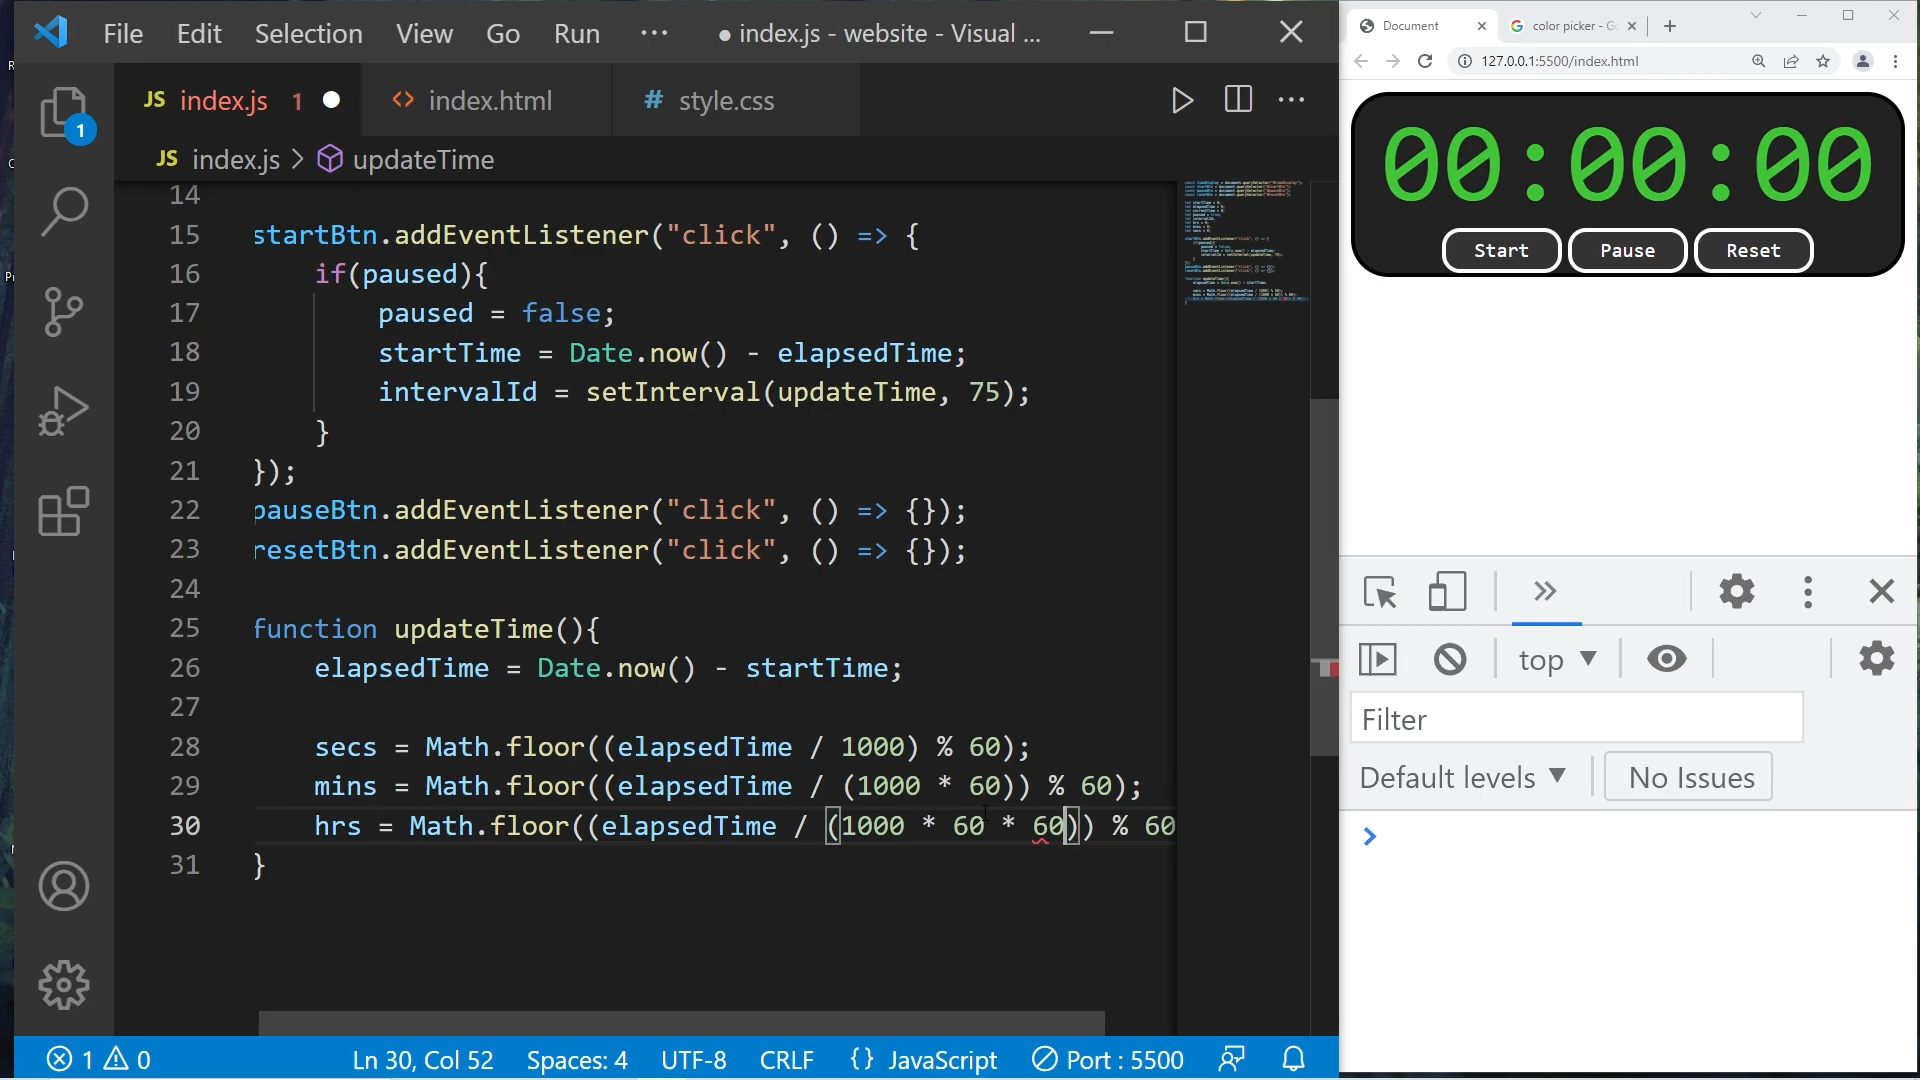 File Edit Selection View Go Run ··· ● index.js - website - Visual ...
JS index.js 1 ● <> index.html # style.css
JS index.js > updateTime
1
14
15 startBtn.addEventListener("click", () => {
16 if(paused){
17 paused = false;
18 startTime = Date.now() - elapsedTime;
19 intervalId = setInterval(updateTime, 75);
20 }
21 });
22 pauseBtn.addEventListener("click", () => {});
23 resetBtn.addEventListener("click", () => {});
24
25 function updateTime(){
26 elapsedTime = Date.now() - startTime;
27
28 secs = Math.floor((elapsedTime / 1000) % 60);
29 mins = Math.floor((elapsedTime / (1000 * 60)) % 60);
30 hrs = Math.floor((elapsedTime / (1000 * 60 * 60)) % 60
31 }
1 0 Ln 30, Col 52 Spaces: 4 UTF-8 CRLF {} JavaScript Port : 5500
Document color picker - Go
127.0.0.1:5500/index.html
00:00:00
Start Pause Reset
top
Filter
Default levels No Issues